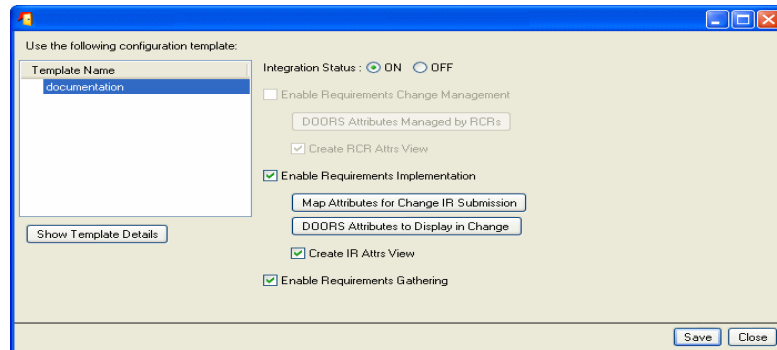 Use the following configuration template:
Template Name
documentation
Show Template Details
Integration Status : ON OFF
Enable Requirements Change Management
DOORS Attributes Managed by RCRs
Create RCR Attrs View
Enable Requirements Implementation
Map Attributes for Change IR Submission
DOORS Attributes to Display in Change
Create IR Attrs View
Enable Requirements Gathering
Save Close